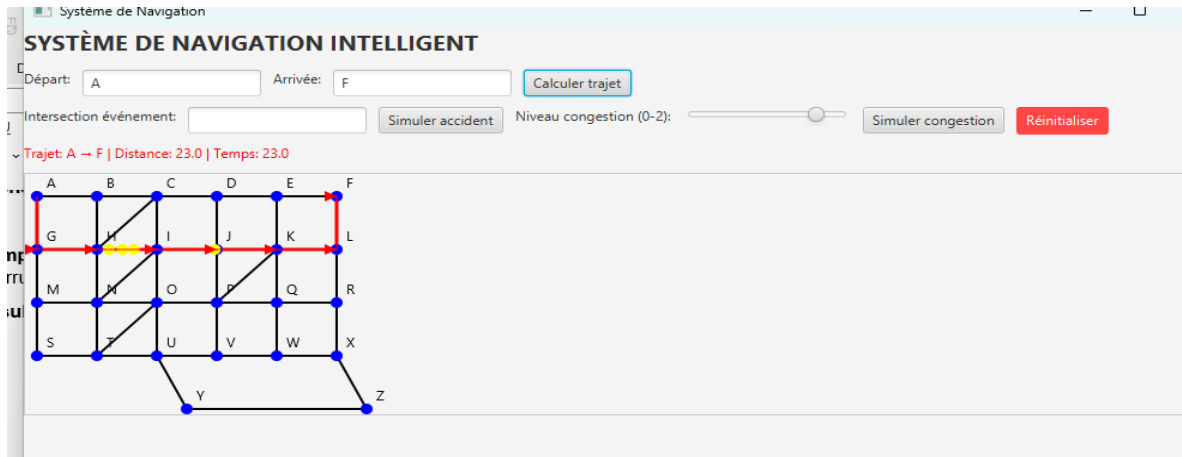 Système de Navigation
SYSTÈME DE NAVIGATION INTELLIGENT
Départ: A Arrivée: F Calculer trajet
Intersection événement: Simuler accident Niveau congestion (0-2): Simuler congestion Réinitialiser
Trajet: A → F | Distance: 23.0 | Temps: 23.0
A B C D E F
G H I J K L
M N O P Q R
S T U V W X
Y Z